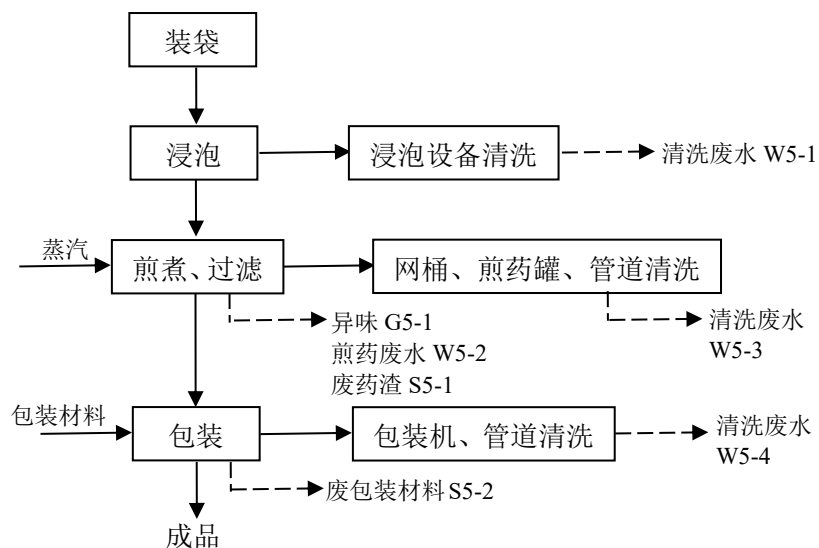 装袋
浸泡
浸泡设备清洗
清洗废水 W5-1
蒸汽
煎煮、过滤
网桶、煎药罐、管道清洗
异味 G5-1
煎药废水 W5-2
废药渣 S5-1
清洗废水
W5-3
包装材料
包装
包装机、管道清洗
清洗废水
W5-4
废包装材料 S5-2
成品